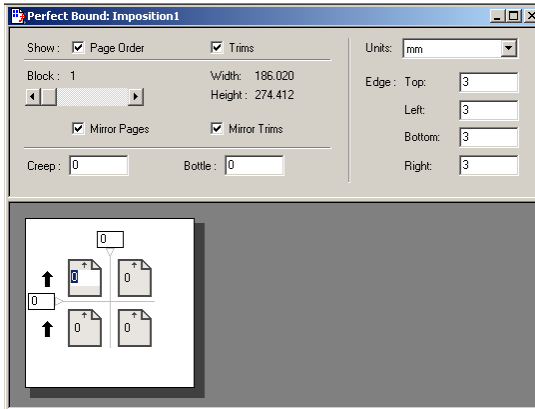 Perfect Bound: Imposition1
Show: Page Order Trims Units: mm
Block: 1 Width: 186.020 Edge: Top: 3
Height: 274.412
Left: 3
Mirror Pages Mirror Trims Bottom: 3
Creep: 0 Bottle: 0 Right: 3
0
0 0
0
0 0